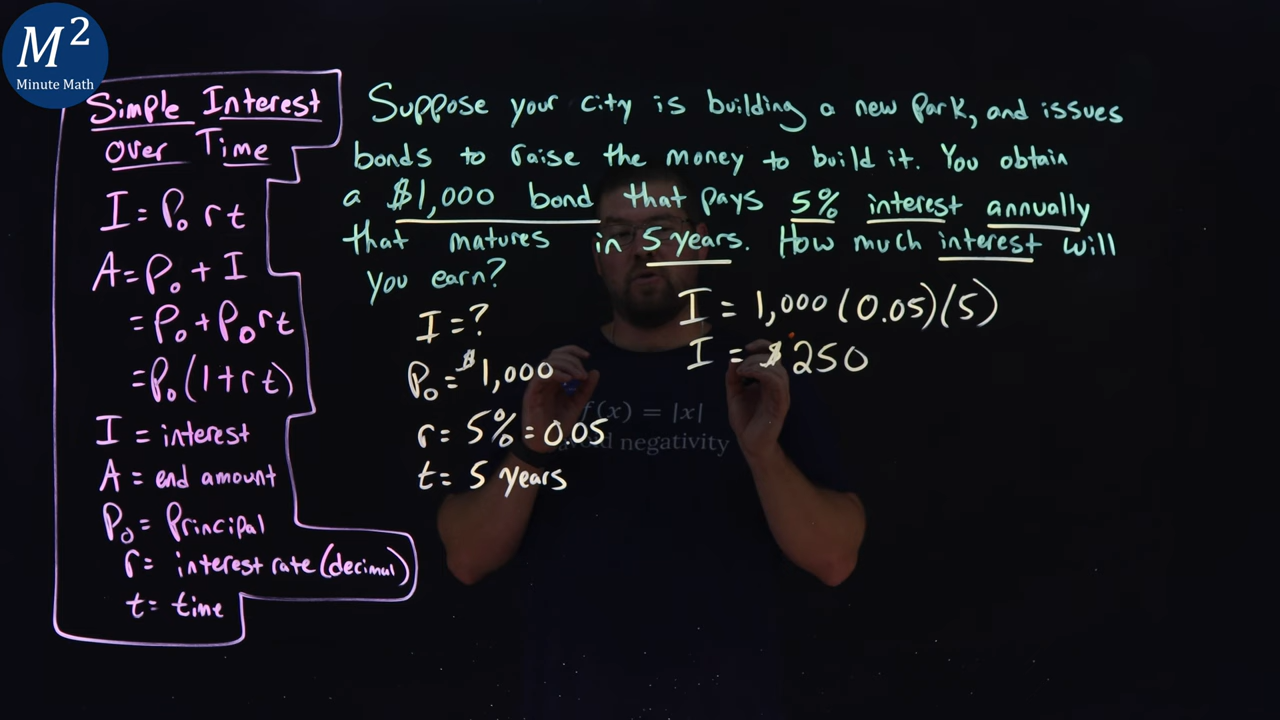 M²
Minute Math
Simple Interest
over Time
I = P₀ r t
A = P₀ + I
= P₀ + P₀ r t
= P₀ (1 + r t)
I = interest
A = end amount
P₀ = Principal
r = interest rate (decimal)
t = time
Suppose your city is building a new park, and issues
bonds to raise the money to build it. You obtain
a $1,000 bond that pays 5% interest annually
that matures in 5 years. How much interest will
you earn?
I = ?
P₀ = $1,000
r = 5% = 0.05
t = 5 years
I = 1,000 (0.05)(5)
I = $250
f(x) = |x|
negativity